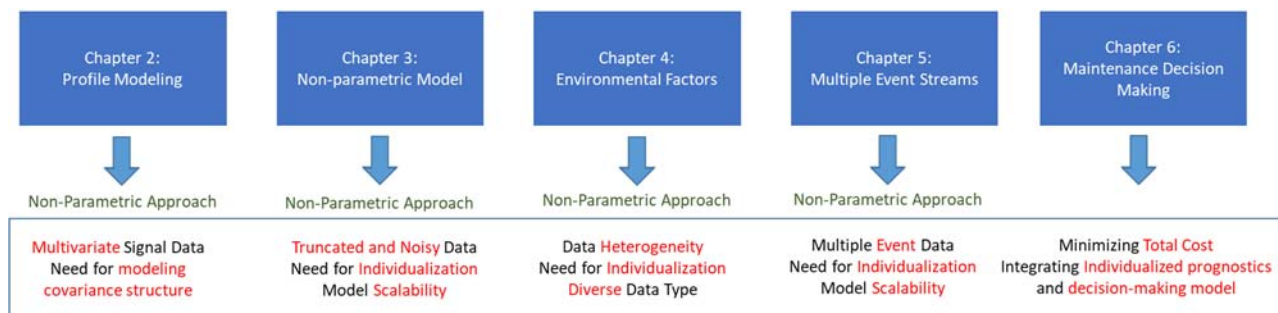 Chapter 2:
Profile Modeling
Chapter 3:
Non-parametric Model
Chapter 4:
Environmental Factors
Chapter 5:
Multiple Event Streams
Chapter 6:
Maintenance Decision
Making
Non-Parametric Approach
Non-Parametric Approach
Non-Parametric Approach
Non-Parametric Approach
Multivariate Signal Data
Need for modeling
covariance structure
Truncated and Noisy Data
Need for Individualization
Model Scalability
Data Heterogeneity
Need for Individualization
Diverse Data Type
Multiple Event Data
Need for Individualization
Model Scalability
Minimizing Total Cost
Integrating Individualized prognostics
and decision-making model